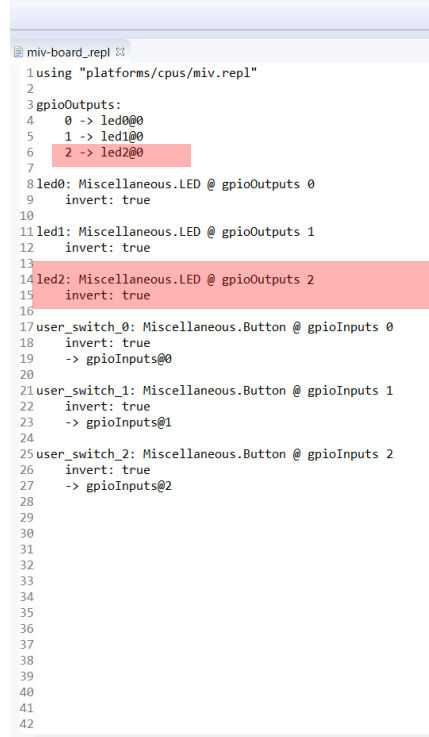 miv-board_.repl
1 using "platforms/cpus/miv.repl"
2
3 gpioOutputs:
4     0 -> led0@0
5     1 -> led1@0
6     2 -> led2@0
7
8 led0: Miscellaneous.LED @ gpioOutputs 0
9     invert: true
10
11 led1: Miscellaneous.LED @ gpioOutputs 1
12     invert: true
13
14 led2: Miscellaneous.LED @ gpioOutputs 2
15     invert: true
16
17 user_switch_0: Miscellaneous.Button @ gpioInputs 0
18     invert: true
19     -> gpioInputs@0
20
21 user_switch_1: Miscellaneous.Button @ gpioInputs 1
22     invert: true
23     -> gpioInputs@1
24
25 user_switch_2: Miscellaneous.Button @ gpioInputs 2
26     invert: true
27     -> gpioInputs@2
28
29
30
31
32
33
34
35
36
37
38
39
40
41
42